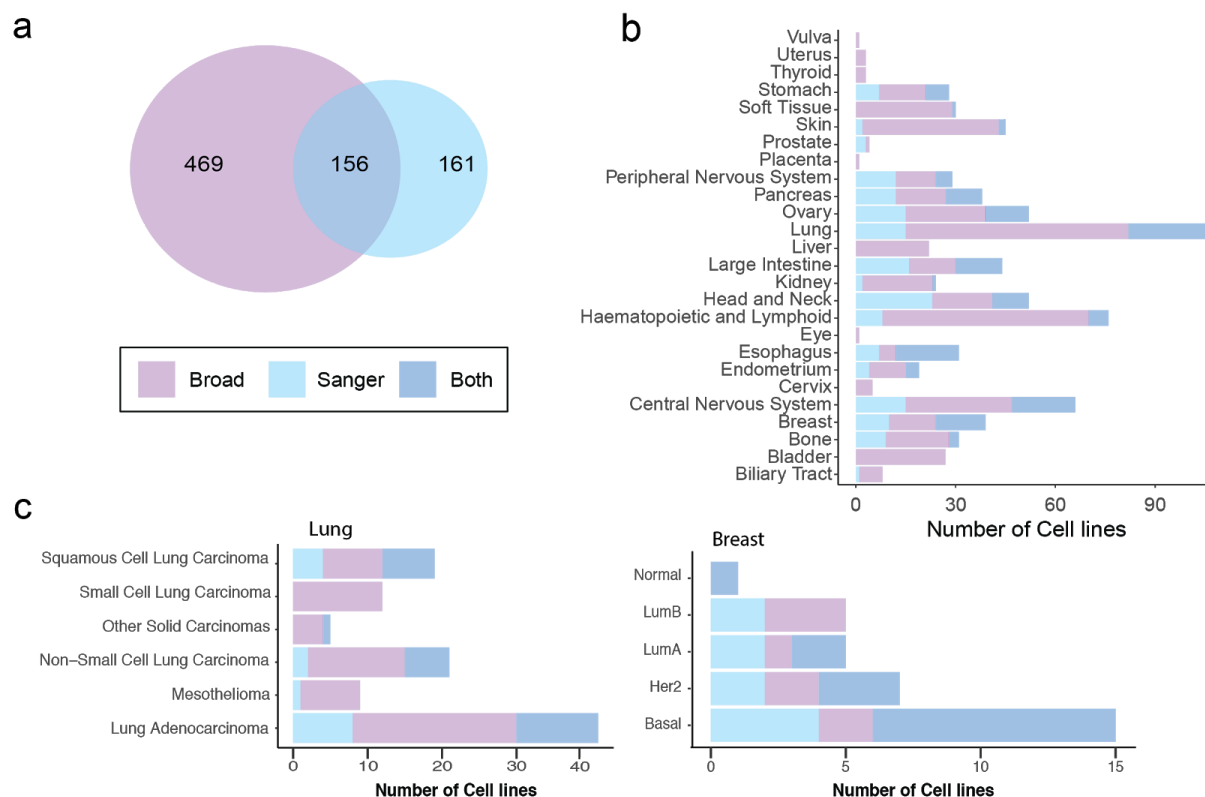 a
469
156
161
Broad
Sanger
Both
b
Vulva
Uterus
Thyroid
Stomach
Soft Tissue
Skin
Prostate
Placenta
Peripheral Nervous System
Pancreas
Ovary
Lung
Liver
Large Intestine
Kidney
Head and Neck
Haematopoietic and Lymphoid
Eye
Esophagus
Endometrium
Cervix
Central Nervous System
Breast
Bone
Bladder
Biliary Tract
0 30 60 90
Number of Cell lines
c
Lung
Squamous Cell Lung Carcinoma
Small Cell Lung Carcinoma
Other Solid Carcinomas
Non–Small Cell Lung Carcinoma
Mesothelioma
Lung Adenocarcinoma
0 10 20 30 40
Number of Cell lines
Breast
Normal
LumB
LumA
Her2
Basal
0 5 10 15
Number of Cell lines